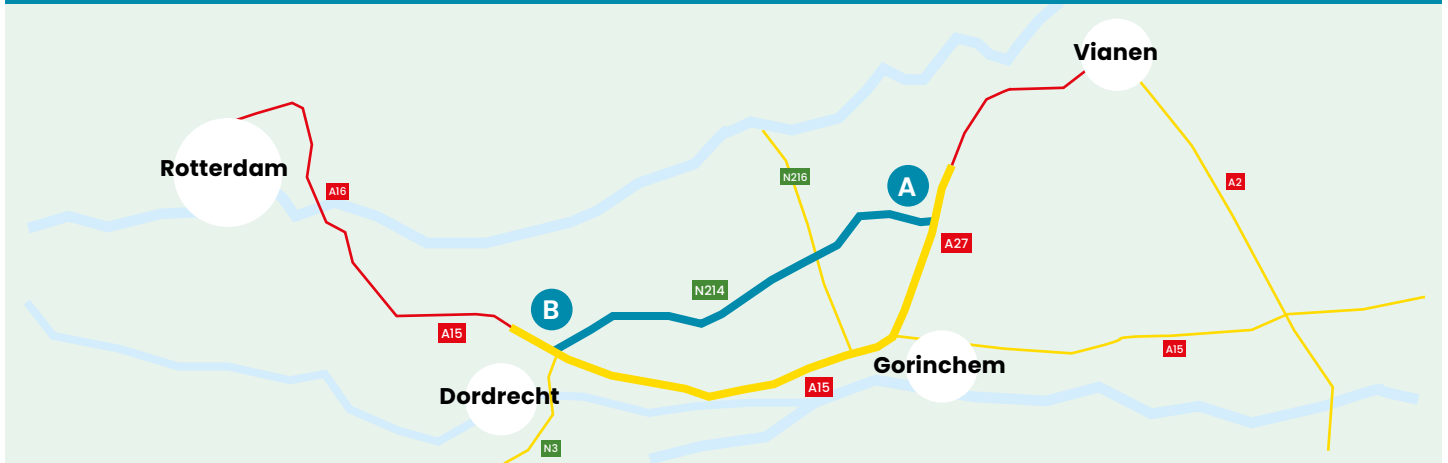 Vianen
Rotterdam
A16
N216
A
A2
A27
N214
B
A15
A15
Gorinchem
A15
Dordrecht
N3